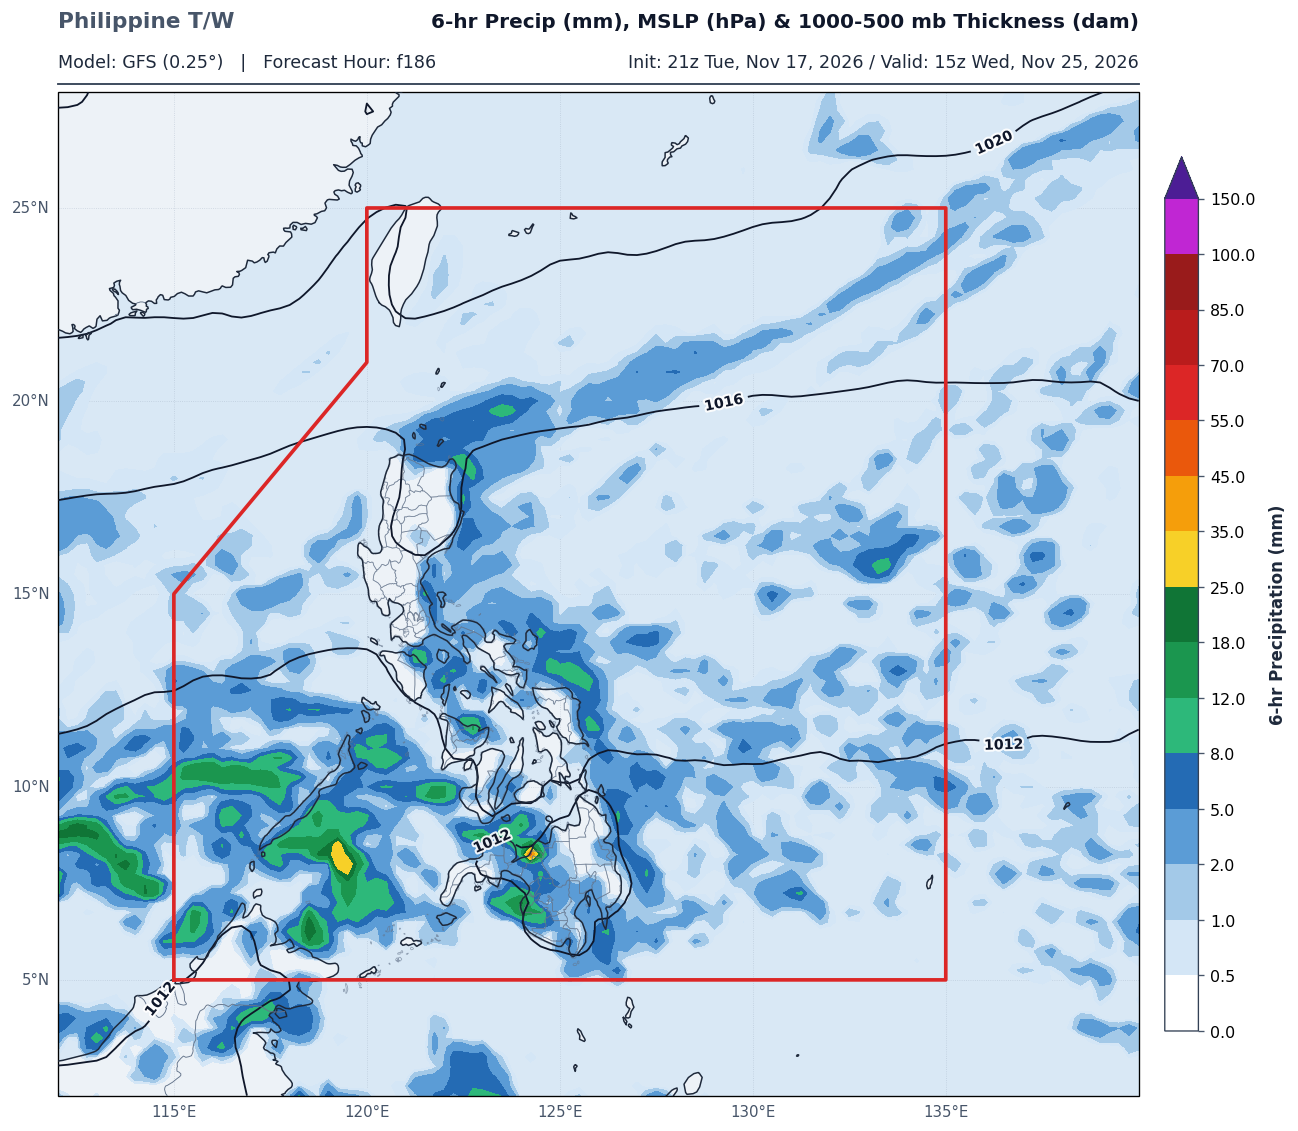 Philippine T/W
6-hr Precip (mm), MSLP (hPa) & 1000-500 mb Thickness (dam)
Model: GFS (0.25°) | Forecast Hour: f186
Init: 21z Tue, Nov 17, 2026 / Valid: 15z Wed, Nov 25, 2026
1020
1016
1012
1012
1012
25°N
20°N
15°N
10°N
5°N
115°E
120°E
125°E
130°E
135°E
150.0
100.0
85.0
70.0
55.0
45.0
35.0
25.0
18.0
12.0
8.0
5.0
2.0
1.0
0.5
0.0
6-hr Precipitation (mm)